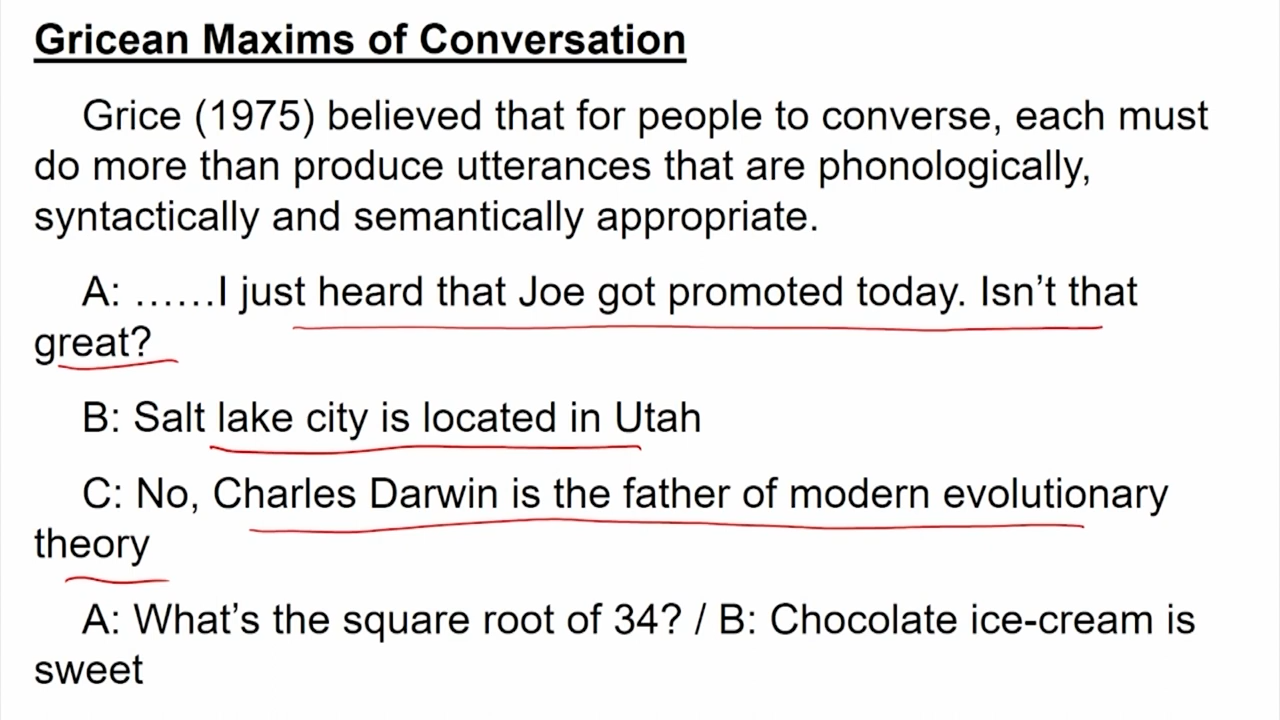 Gricean Maxims of Conversation
Grice (1975) believed that for people to converse, each must
do more than produce utterances that are phonologically,
syntactically and semantically appropriate.
A: ……I just heard that Joe got promoted today. Isn’t that
great?
B: Salt lake city is located in Utah
C: No, Charles Darwin is the father of modern evolutionary
theory
A: What’s the square root of 34? / B: Chocolate ice-cream is
sweet